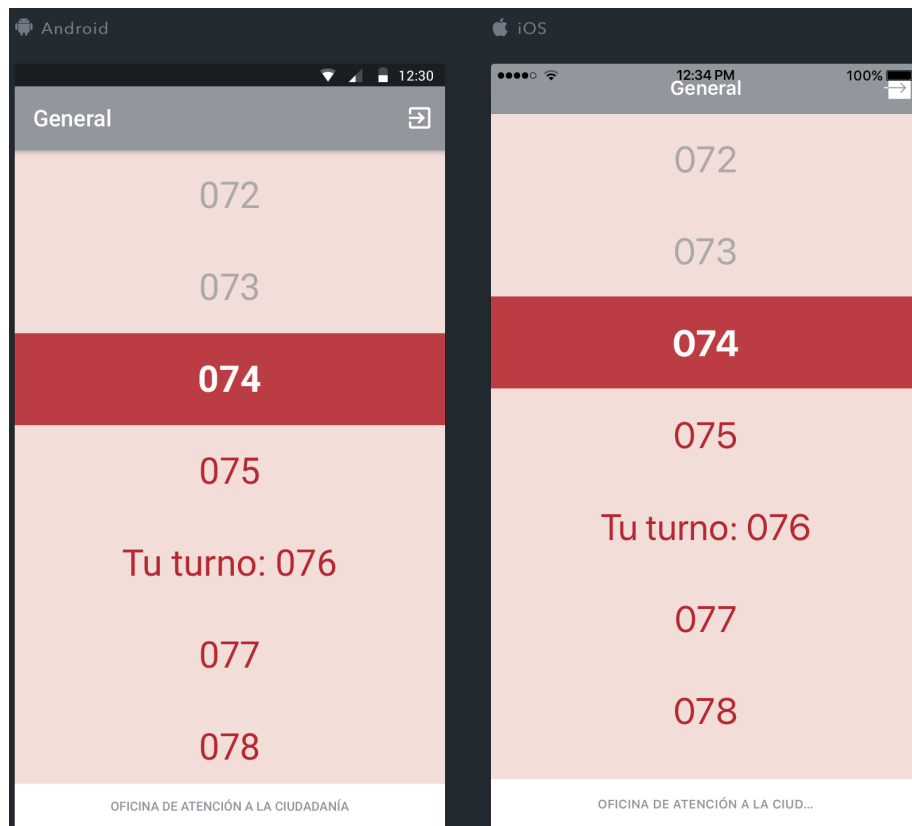 Android
12:30
General
072
073
074
075
Tu turno: 076
077
078
OFICINA DE ATENCIÓN A LA CIUDADANÍA
iOS
12:34 PM
100%
General
072
073
074
075
Tu turno: 076
077
078
OFICINA DE ATENCIÓN A LA CIUD...